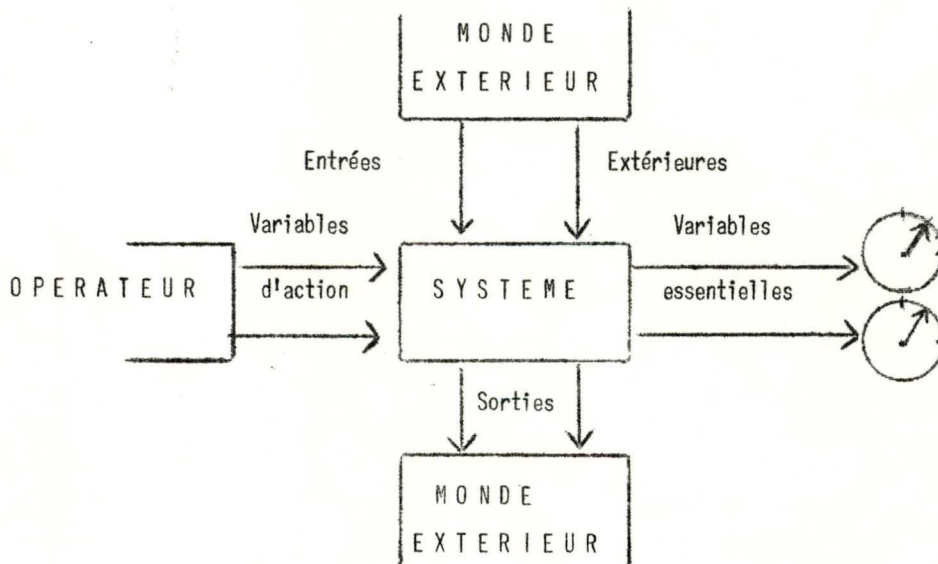 MONDE
EXTERIEUR
Entrées Extérieures
Variables Variables
OPERATEUR d'action SYSTEME essentielles
Sorties
MONDE
EXTERIEUR